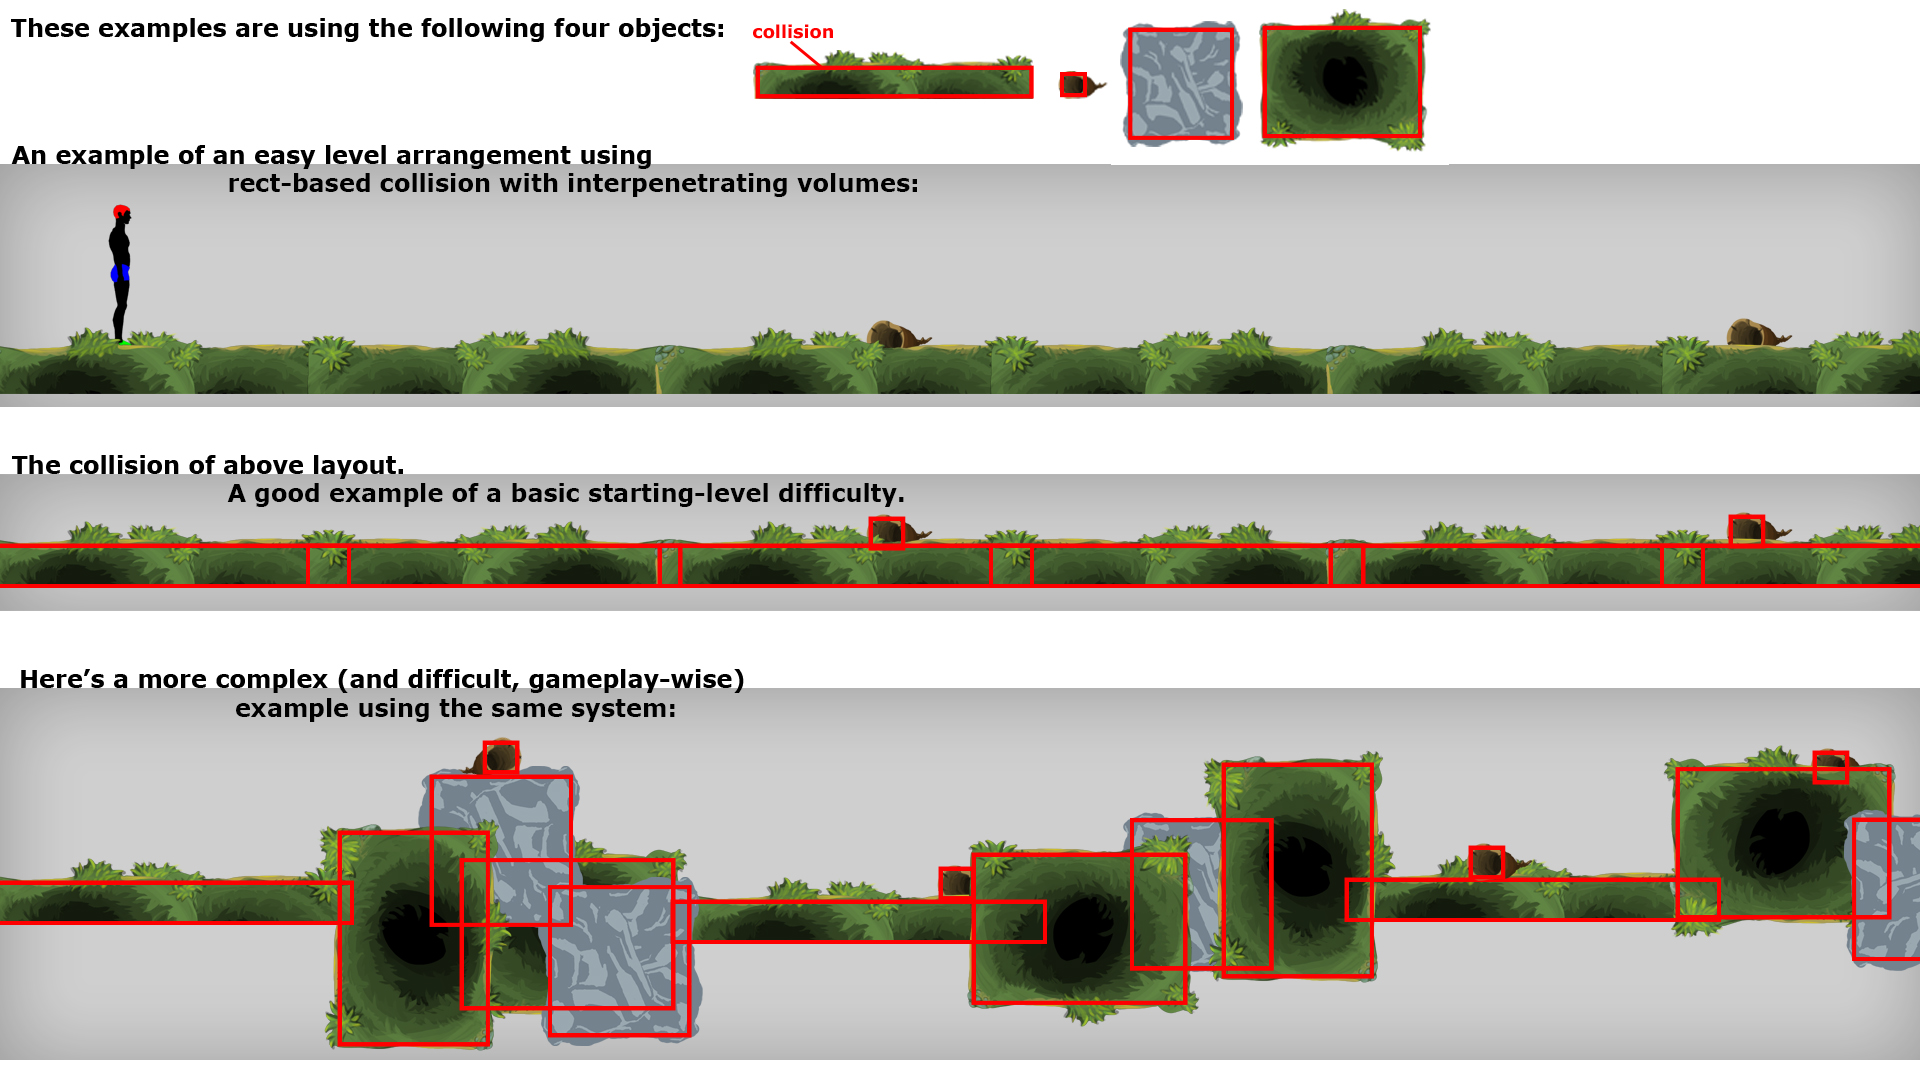 These examples are using the following four objects:
collision
An example of an easy level arrangement using
rect-based collision with interpenetrating volumes:
The collision of above layout.
A good example of a basic starting-level difficulty.
Here’s a more complex (and difficult, gameplay-wise)
example using the same system: